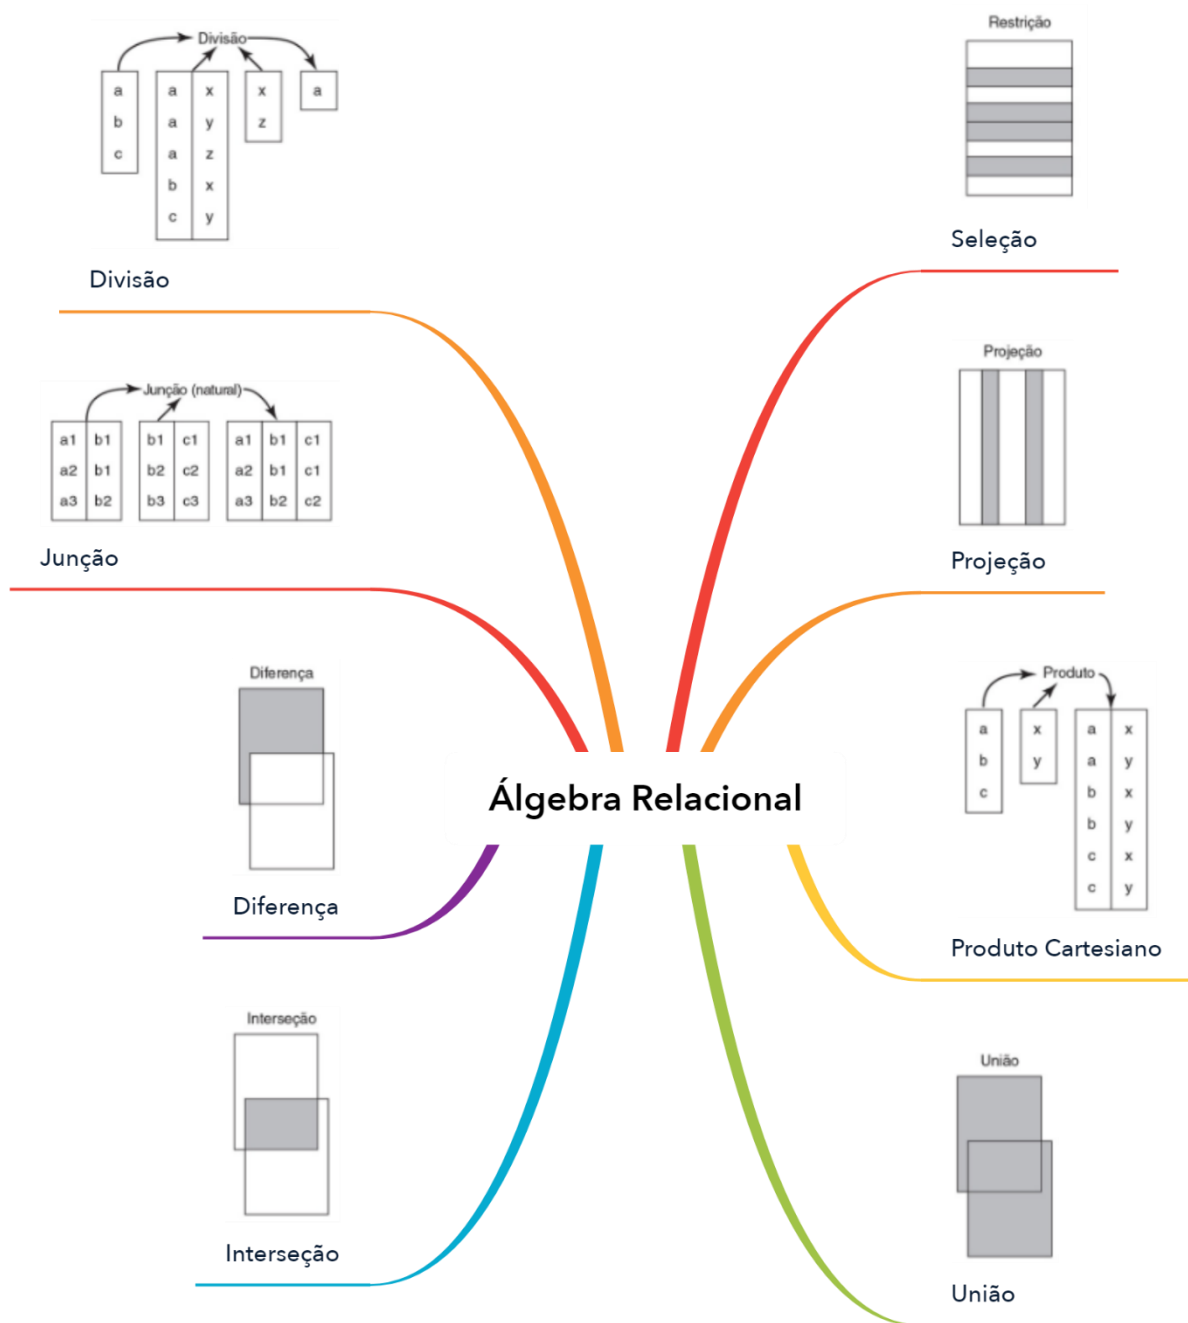 Divisão
a a x x a
b a y z
c a z
b x
c y
Divisão
Junção (natural)
a1 b1 b1 c1 a1 b1 c1
a2 b1 b2 c2 a2 b1 c1
a3 b2 b3 c3 a3 b2 c2
Junção
Diferença
Diferença
Interseção
Interseção
Álgebra Relacional
Restrição
Seleção
Projeção
Projeção
Produto
a x a x
b y a y
c b x
b y
c x
c y
Produto Cartesiano
União
União